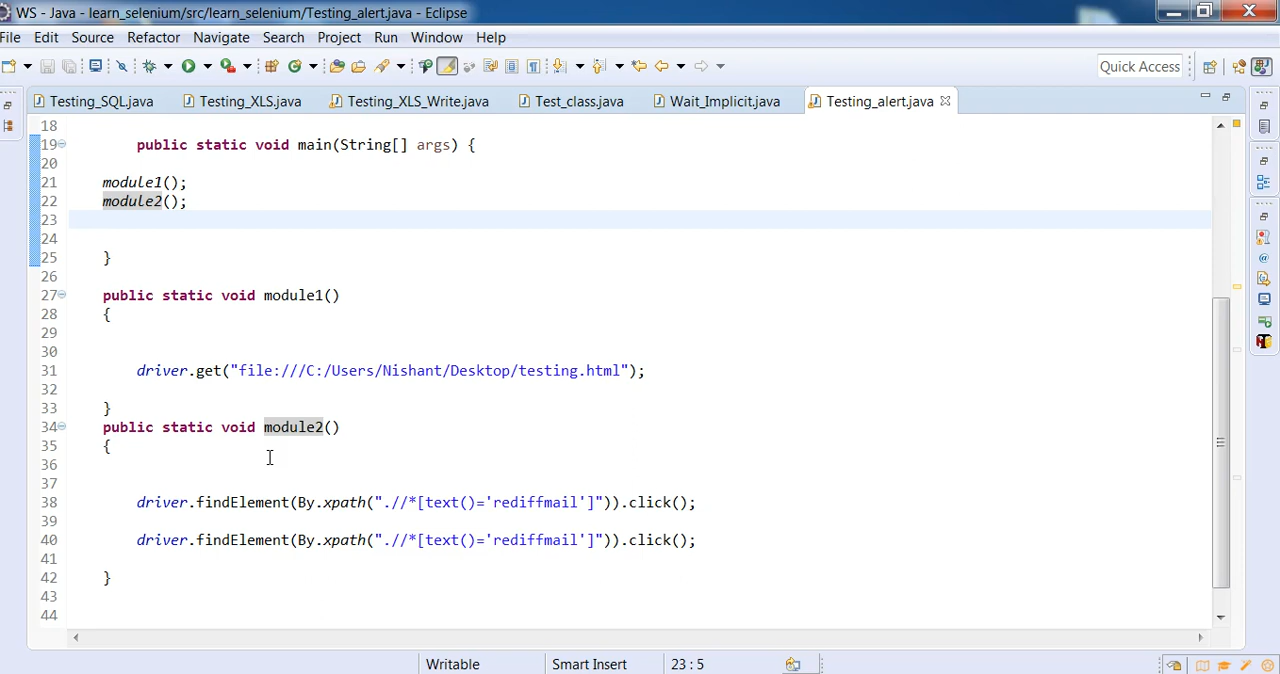 WS - Java - learn_selenium/src/learn_selenium/Testing_alert.java - Eclipse
File Edit Source Refactor Navigate Search Project Run Window Help
Quick Access
Testing_SQL.java Testing_XLS.java Testing_XLS_Write.java Test_class.java Wait_Implicit.java Testing_alert.java
18
19 public static void main(String[] args) {
20
21 module1();
22 module2();
23
24
25 }
26
27 public static void module1()
28 {
29
30
31 driver.get("file:///C:/Users/Nishant/Desktop/testing.html");
32
33 }
34 public static void module2()
35 {
36
37
38 driver.findElement(By.xpath(".//*[text()='rediffmail']")).click();
39
40 driver.findElement(By.xpath(".//*[text()='rediffmail']")).click();
41
42 }
43
44
Writable Smart Insert 23 : 5